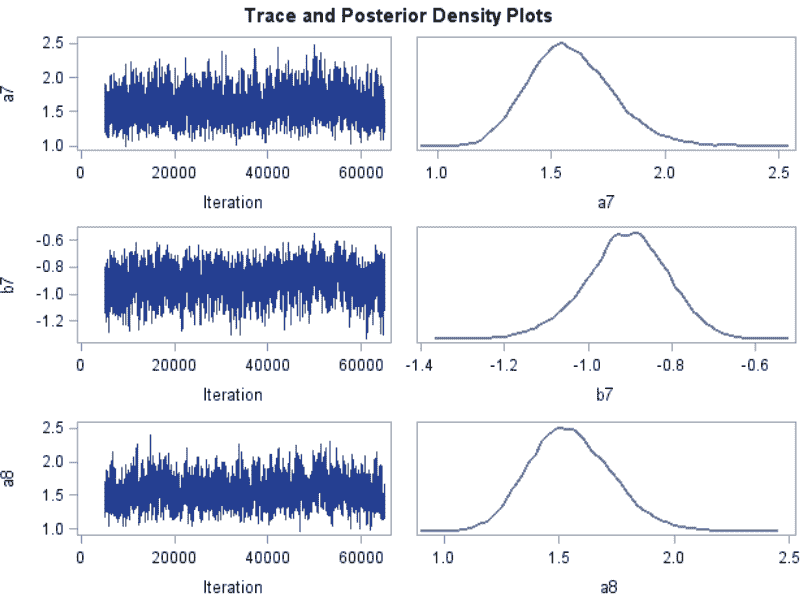 Trace and Posterior Density Plots
a7
2.5
2.0
1.5
1.0
0 20000 40000 60000
Iteration
1.0 1.5 2.0 2.5
a7
b7
-0.6
-0.8
-1.0
-1.2
0 20000 40000 60000
Iteration
-1.4 -1.2 -1.0 -0.8 -0.6
b7
a8
2.5
2.0
1.5
1.0
0 20000 40000 60000
Iteration
1.0 1.5 2.0 2.5
a8